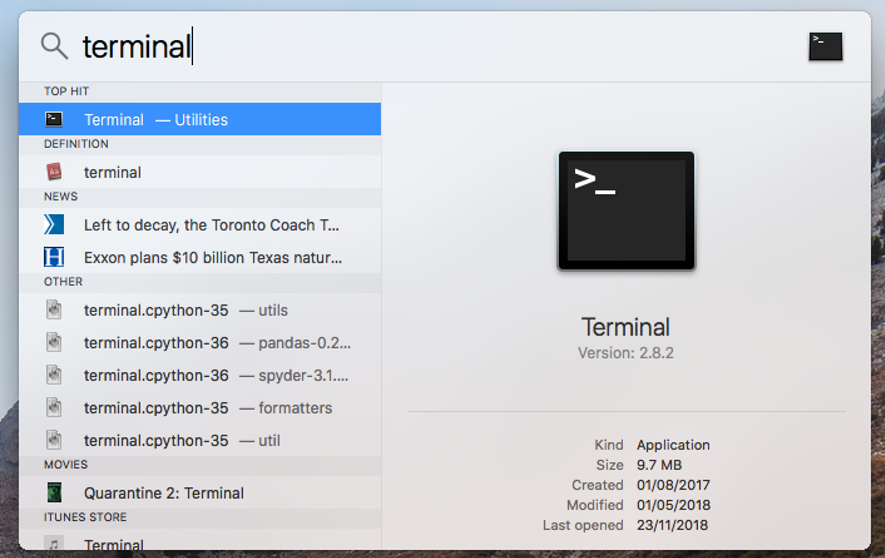 terminal
TOP HIT
Terminal — Utilities
DEFINITION
terminal
NEWS
Left to decay, the Toronto Coach T...
Exxon plans $10 billion Texas natur...
OTHER
terminal.cpython-35 — utils
terminal.cpython-36 — pandas-0.2...
terminal.cpython-36 — spyder-3.1....
terminal.cpython-35 — formatters
terminal.cpython-35 — util
MOVIES
Quarantine 2: Terminal
ITUNES STORE
Terminal
>_
Terminal
Version: 2.8.2
Kind Application
Size 9.7 MB
Created 01/08/2017
Modified 01/05/2018
Last opened 23/11/2018